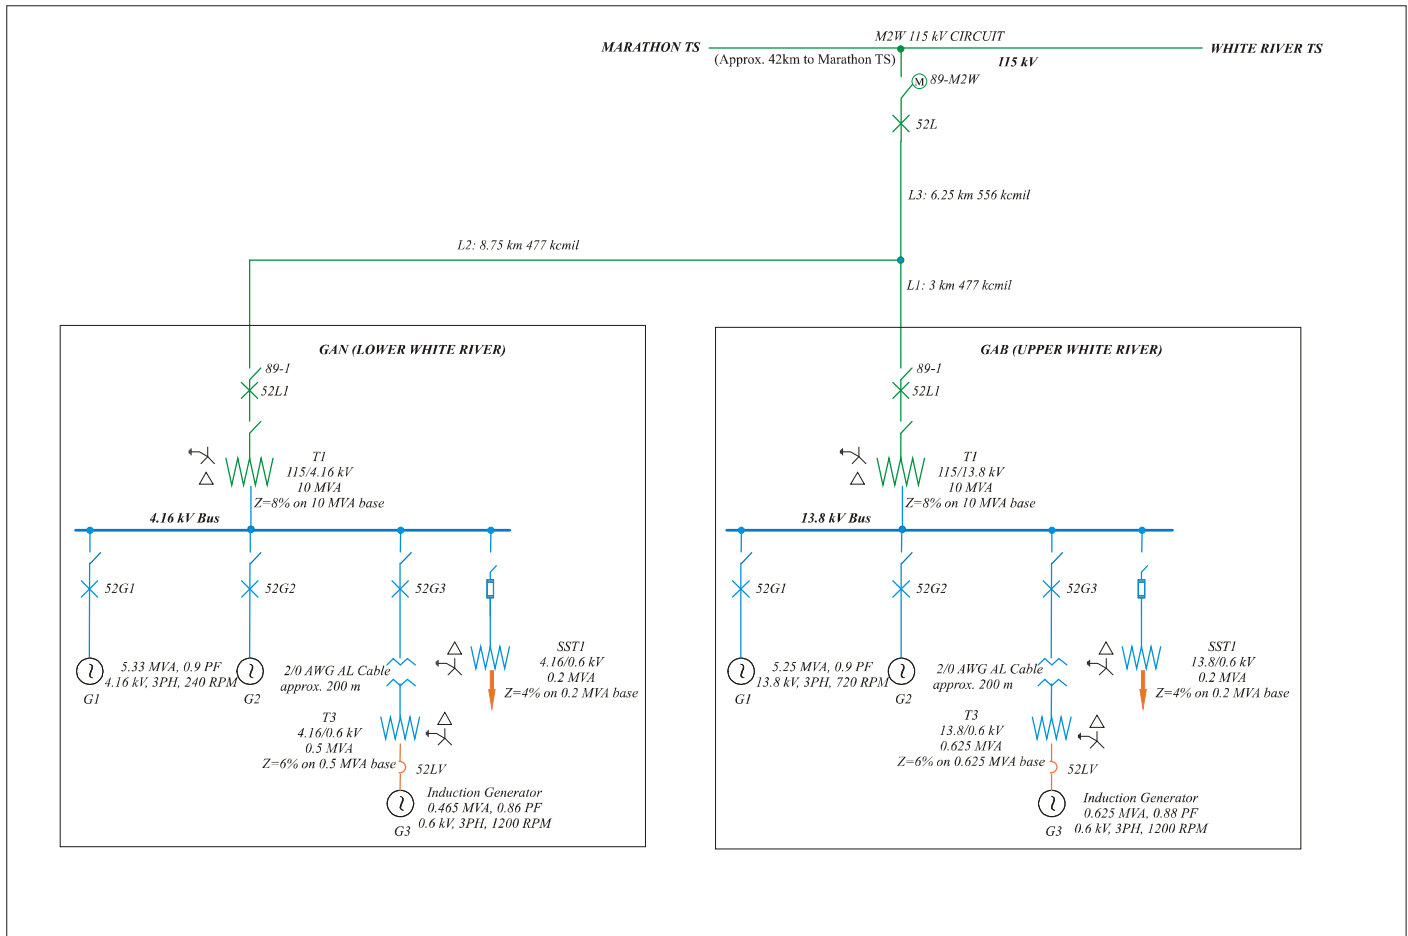 M2W 115 kV CIRCUIT
MARATHON TS
WHITE RIVER TS
(Approx. 42km to Marathon TS)
115 kV
M
89-M2W
52L
L3: 6.25 km 556 kcmil
L2: 8.75 km 477 kcmil
L1: 3 km 477 kcmil
GAN (LOWER WHITE RIVER)
89-1
52L1
T1
115/4.16 kV
10 MVA
Z=8% on 10 MVA base
4.16 kV Bus
52G1
52G2
52G3
5.33 MVA, 0.9 PF
4.16 kV, 3PH, 240 RPM
G1
G2
2/0 AWG AL Cable
approx. 200 m
SST1
4.16/0.6 kV
0.2 MVA
Z=4% on 0.2 MVA base
T3
4.16/0.6 kV
0.5 MVA
Z=6% on 0.5 MVA base
52LV
Induction Generator
0.465 MVA, 0.86 PF
0.6 kV, 3PH, 1200 RPM
G3
GAB (UPPER WHITE RIVER)
89-1
52L1
T1
115/13.8 kV
10 MVA
Z=8% on 10 MVA base
13.8 kV Bus
52G1
52G2
52G3
5.25 MVA, 0.9 PF
13.8 kV, 3PH, 720 RPM
G1
G2
2/0 AWG AL Cable
approx. 200 m
SST1
13.8/0.6 kV
0.2 MVA
Z=4% on 0.2 MVA base
T3
13.8/0.6 kV
0.625 MVA
Z=6% on 0.625 MVA base
52LV
Induction Generator
0.625 MVA, 0.88 PF
0.6 kV, 3PH, 1200 RPM
G3